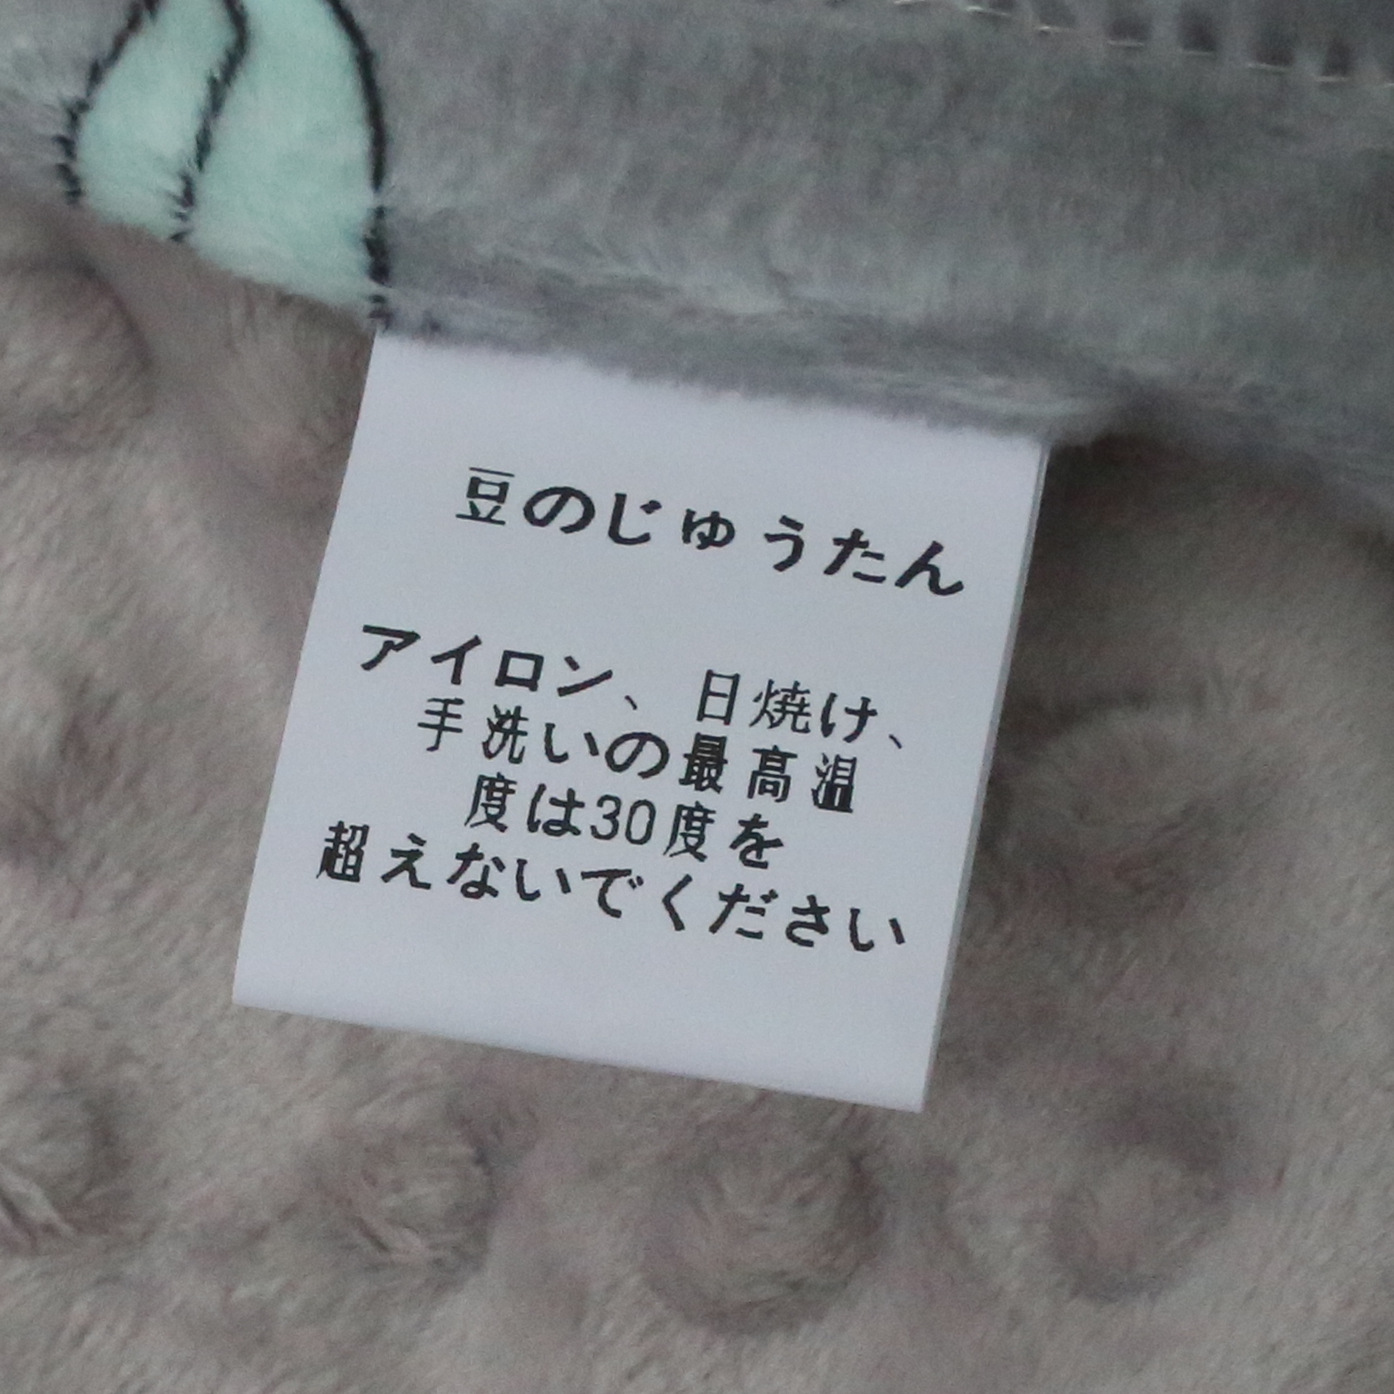 豆のじゅうたん
アイロン、日焼け、
手洗いの最高温
度は30度を
超えないでください